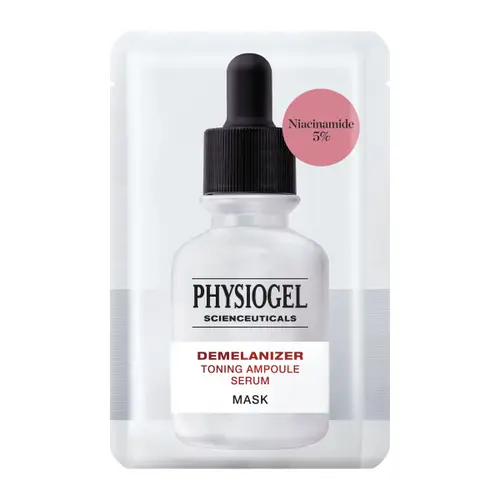 Niacinamide
5%
PHYSIOGEL
SCIENCEUTICALS
DEMELANIZER
TONING AMPOULE
SERUM
MASK